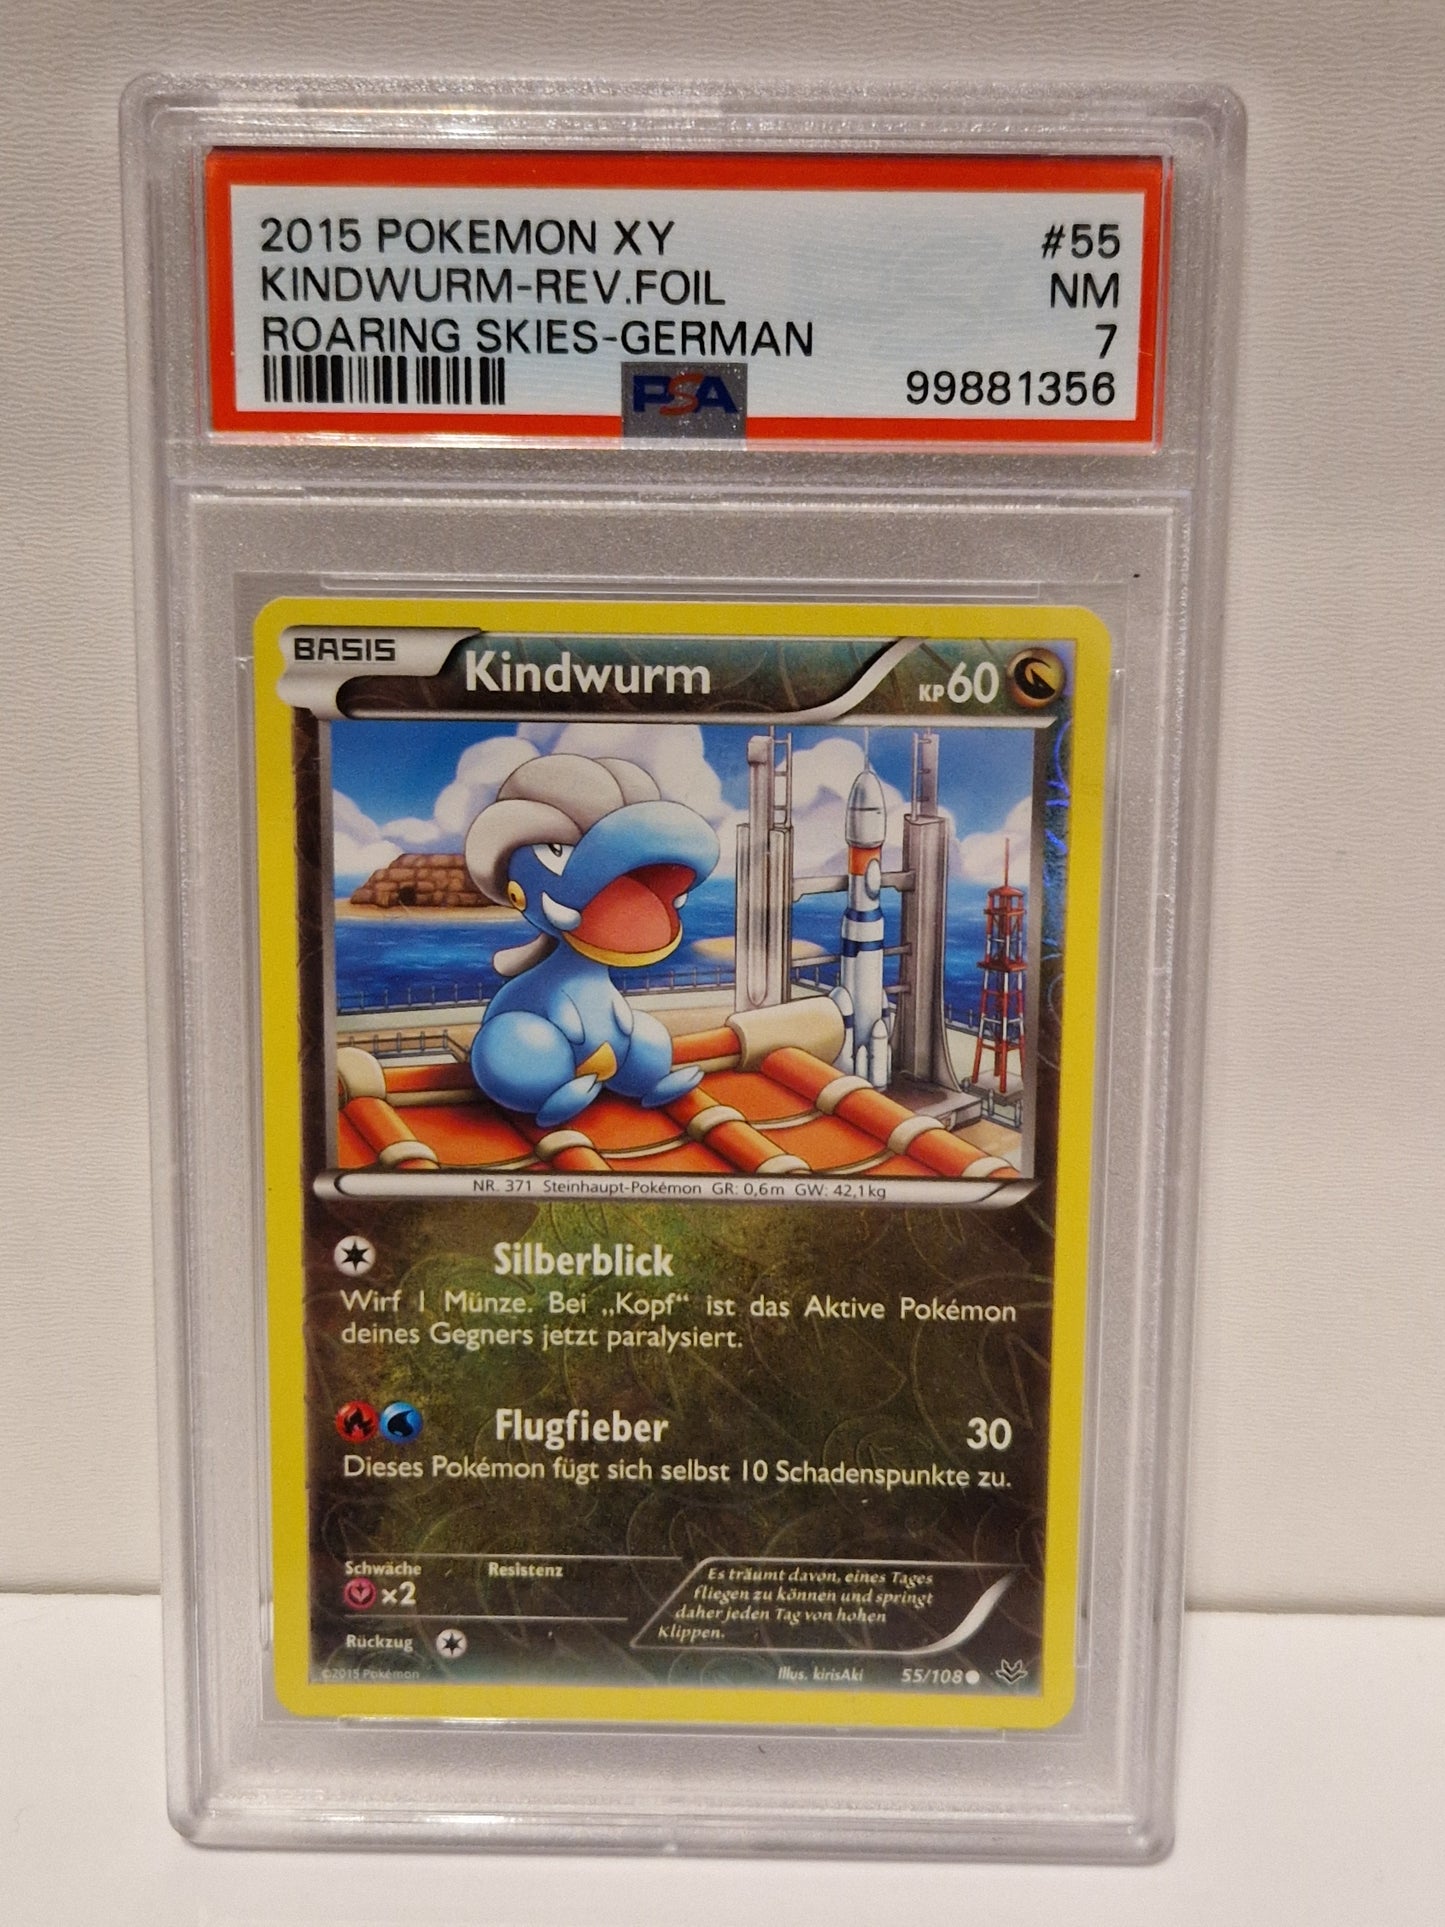 2015 POKEMON XY #55
KINDWURM-REV.FOIL NM
ROARING SKIES-GERMAN 7
PSA 99881356
BASIS Kindwurm KP60
NR. 371 Steinhaupt-Pokémon GR: 0,6m GW: 42,1kg
Silberblick
Wirf 1 Münze. Bei „Kopf“ ist das Aktive Pokémon
deines Gegners jetzt paralysiert.
Flugfieber 30
Dieses Pokémon fügt sich selbst 10 Schadenspunkte zu.
Schwäche Resistenz
×2
Rückzug
Es träumt davon, eines Tages
fliegen zu können und springt
daher jeden Tag von hohen
Klippen.
©2015 Pokémon Illus. kirisAki 55/108